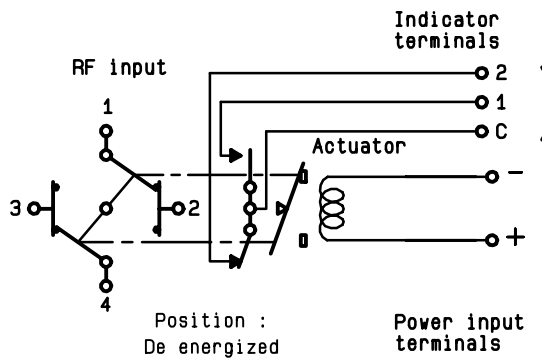 Indicator
terminals
RF input
2
1
1
C
Actuator
-
3
2
+
4
Position :
De energized
Power input
terminals